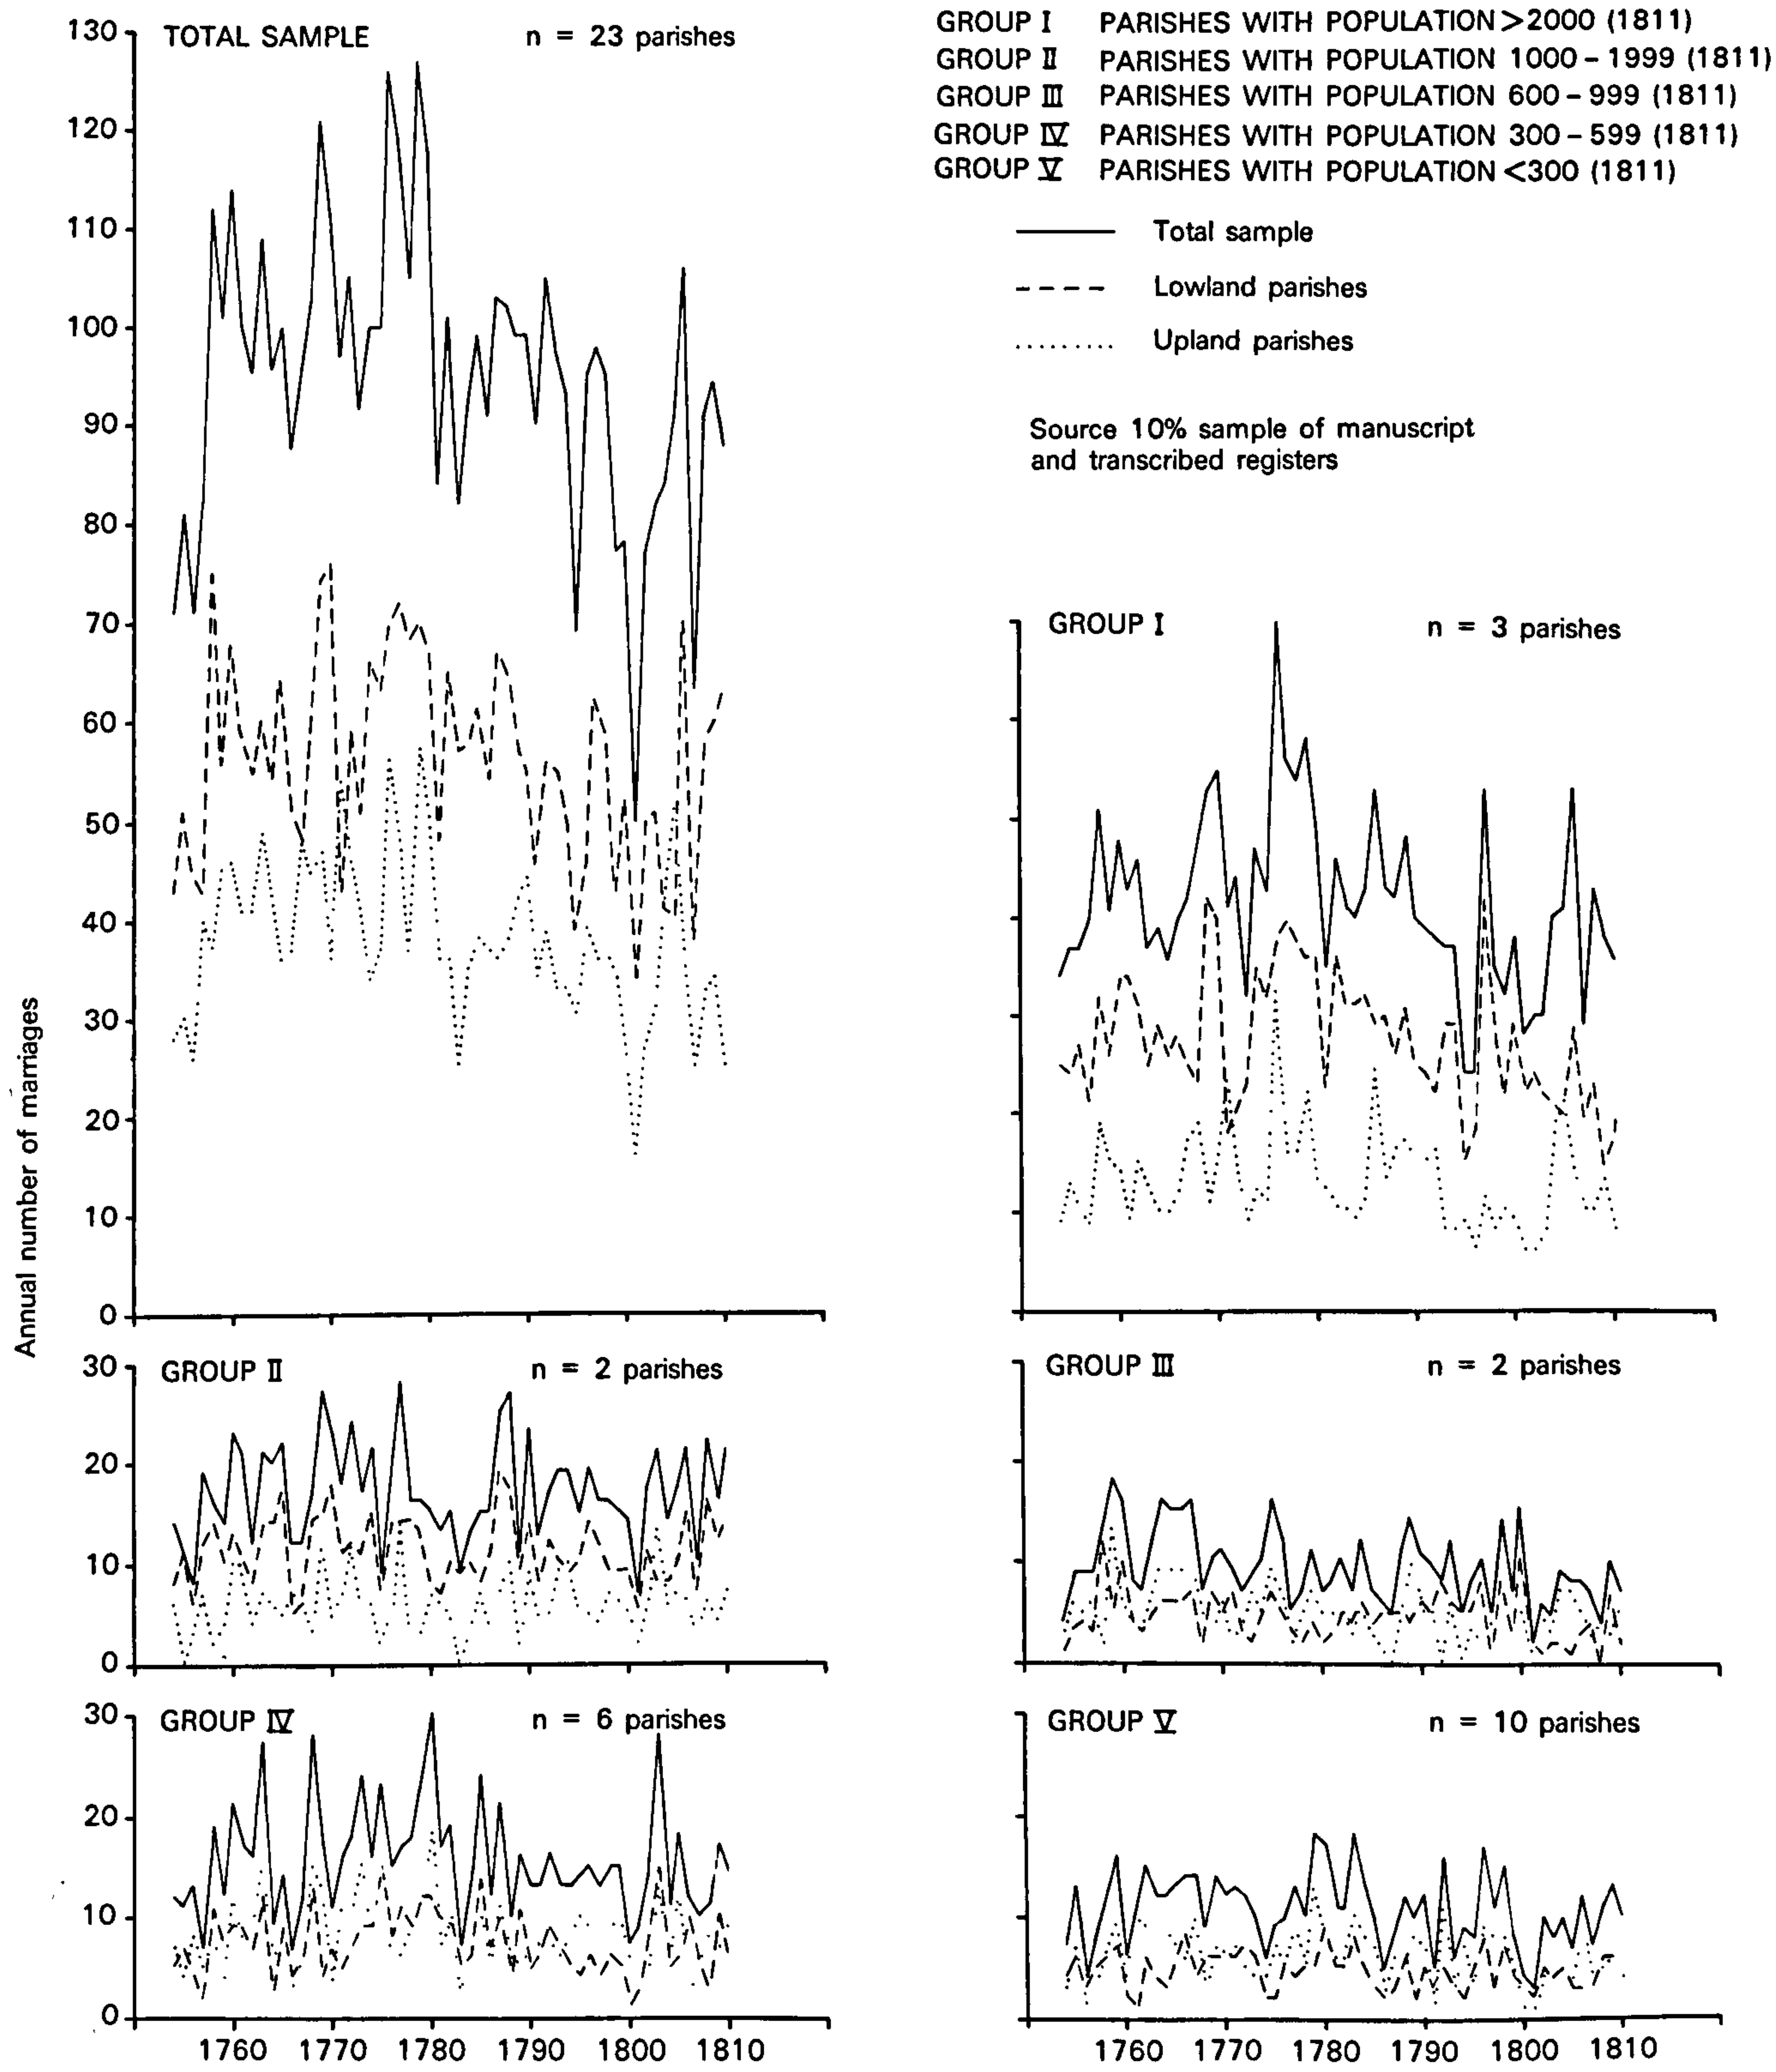 TOTAL SAMPLE n = 23 parishes
130
120
110
100
90
80
70
60
50
40
30
20
10
0
Annual number of marriages
GROUP I PARISHES WITH POPULATION >2000 (1811)
GROUP II PARISHES WITH POPULATION 1000-1999 (1811)
GROUP III PARISHES WITH POPULATION 600-999 (1811)
GROUP IV PARISHES WITH POPULATION 300-599 (1811)
GROUP V PARISHES WITH POPULATION <300 (1811)
Total sample
Lowland parishes
Upland parishes
Source 10% sample of manuscript
and transcribed registers
GROUP I n = 3 parishes
GROUP II n = 2 parishes
30
20
10
0
GROUP III n = 2 parishes
GROUP IV n = 6 parishes
30
20
10
0
1760 1770 1780 1790 1800 1810
GROUP V n = 10 parishes
1760 1770 1780 1790 1800 1810